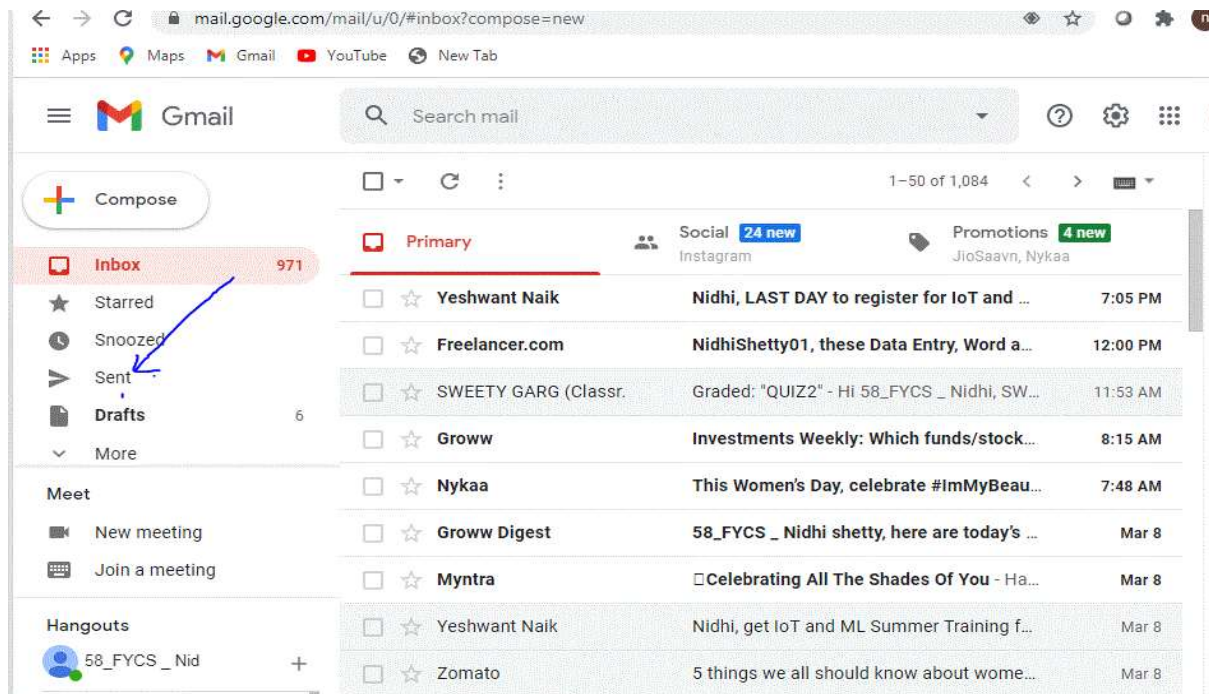 mail.google.com/mail/u/0/#inbox?compose=new
Apps Maps Gmail YouTube New Tab
Gmail
Search mail
Compose
1–50 of 1,084
Inbox 971
Starred
Snoozed
Sent
Drafts 6
More
Meet
New meeting
Join a meeting
Hangouts
58_FYCS _ Nid
Primary
Social 24 new
Instagram
Promotions 4 new
JioSaavn, Nykaa
Yeshwant Naik Nidhi, LAST DAY to register for IoT and ... 7:05 PM
Freelancer.com NidhiShetty01, these Data Entry, Word a... 12:00 PM
SWEETY GARG (Classr. Graded: "QUIZ2" - Hi 58_FYCS _ Nidhi, SW... 11:53 AM
Groww Investments Weekly: Which funds/stock... 8:15 AM
Nykaa This Women's Day, celebrate #ImMyBeau... 7:48 AM
Groww Digest 58_FYCS _ Nidhi shetty, here are today's ... Mar 8
Myntra Celebrating All The Shades Of You - Ha... Mar 8
Yeshwant Naik Nidhi, get IoT and ML Summer Training f... Mar 8
Zomato 5 things we all should know about wome... Mar 8